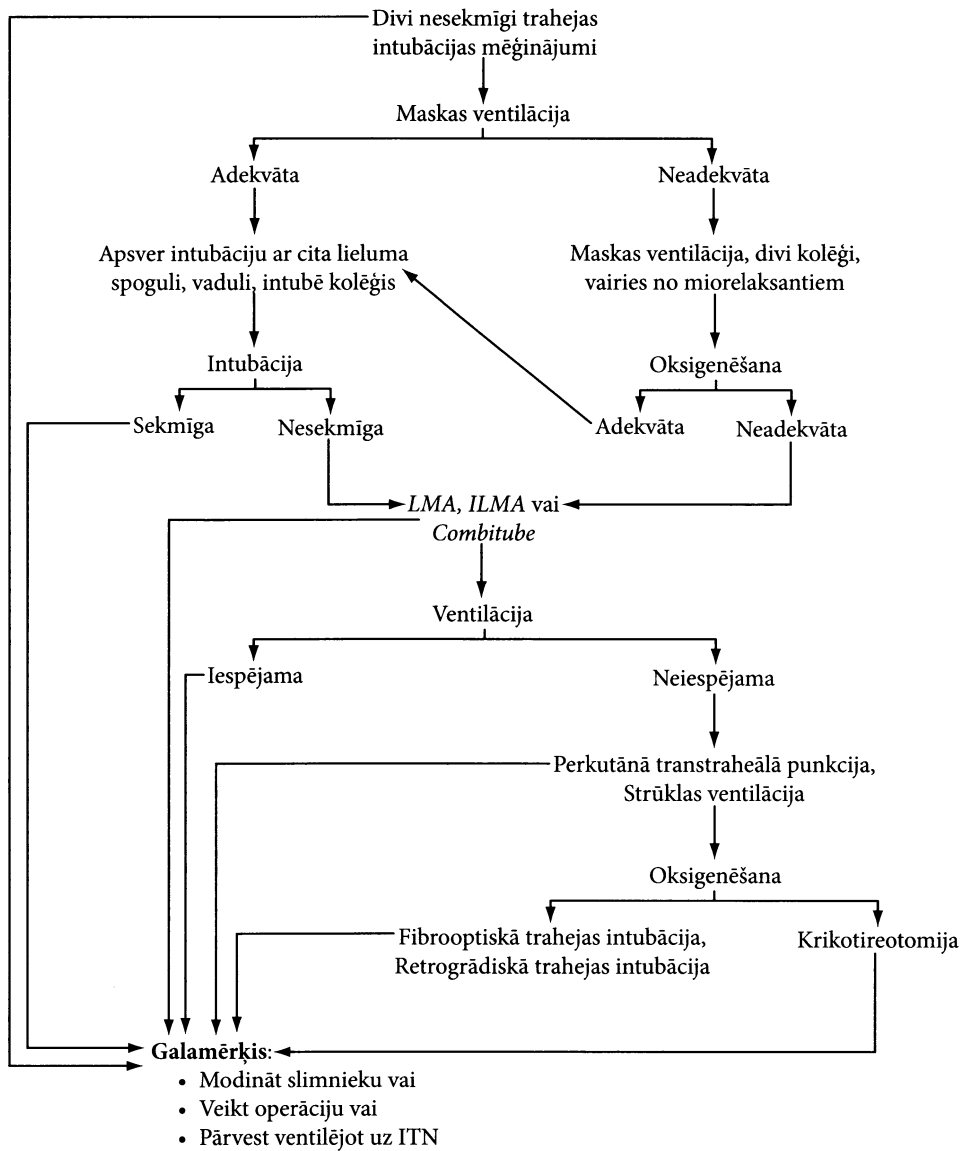 Divi nesekmīgi trahejas
intubācijas mēģinājumi
Maskas ventilācija
Adekvāta
Neadekvāta
Apsver intubāciju ar cita lieluma
spoguli, vaduli, intubē kolēģis
Maskas ventilācija, divi kolēģi,
vairies no miorelaksantiem
Intubācija
Oksigenēšana
Sekmīga
Nesekmīga
Adekvāta
Neadekvāta
LMA, ILMA vai
Combitube
Ventilācija
Iespējama
Neiespējama
Perkutānā transtraheālā punkcija,
Strūklas ventilācija
Oksigenēšana
Fibrooptiskā trahejas intubācija,
Retrogrādiskā trahejas intubācija
Krikotireotomija
Galamērķis:
• Modināt slimnieku vai
• Veikt operāciju vai
• Pārvest ventilējot uz ITN